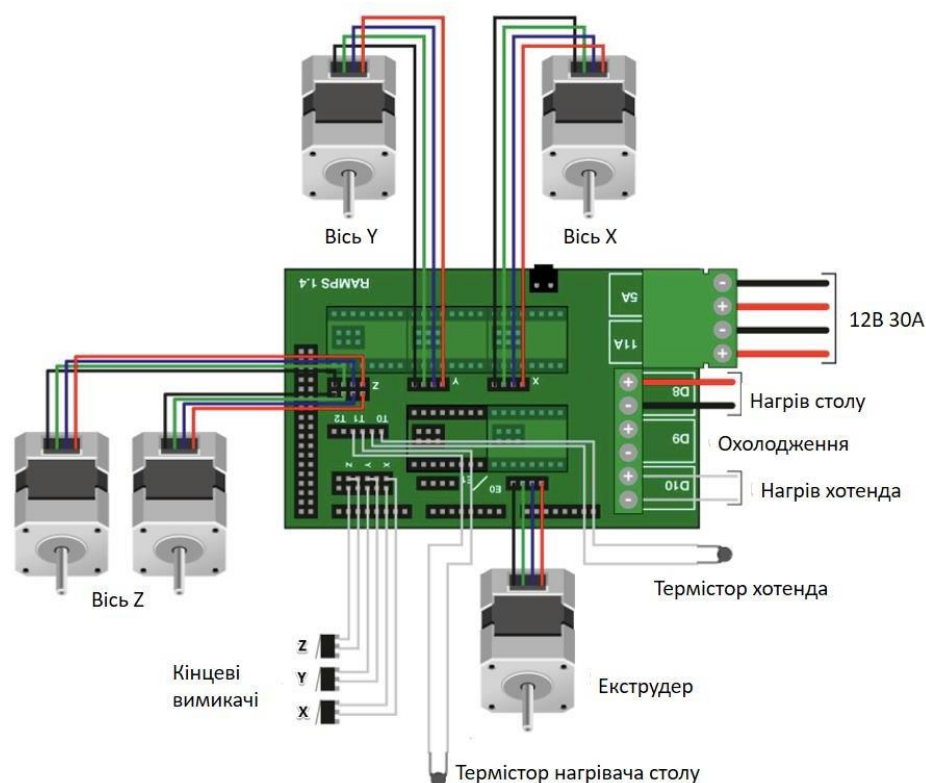 Вісь Y
Вісь X
RAMPS 1.4
5A
11A
12В 30А
D8
Нагрів столу
D9
Охолодження
D10
Нагрів хотенда
Z
Y
X
T2
T1
T0
Z
Y
X
E1
E0
Вісь Z
Термістор хотенда
Кінцеві
вимикачі
Z
Y
X
Екструдер
Термістор нагрівача столу